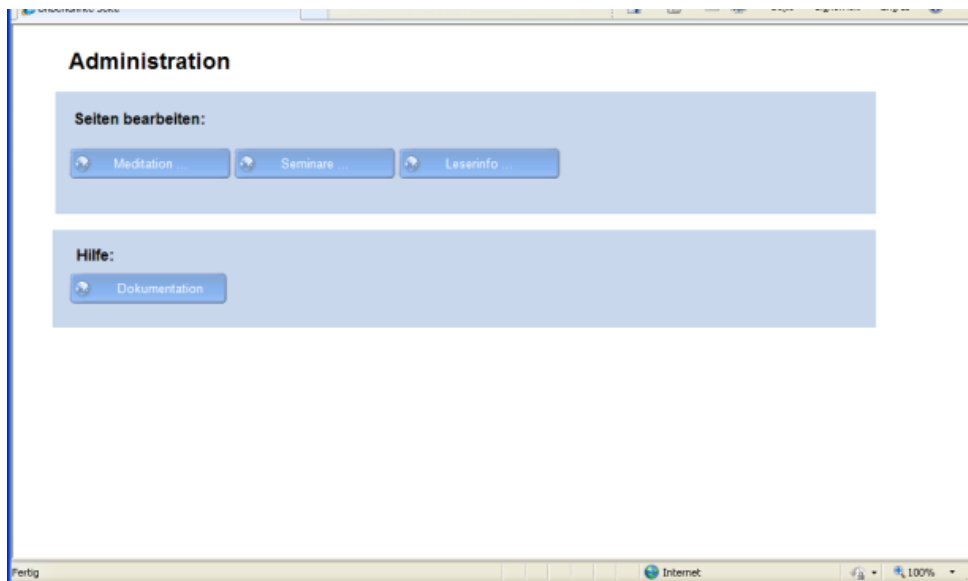 Administration
Seiten bearbeiten:
Meditation ...
Seminare ...
Leserinfo ...
Hilfe:
Dokumentation
Fertig
Internet
100%